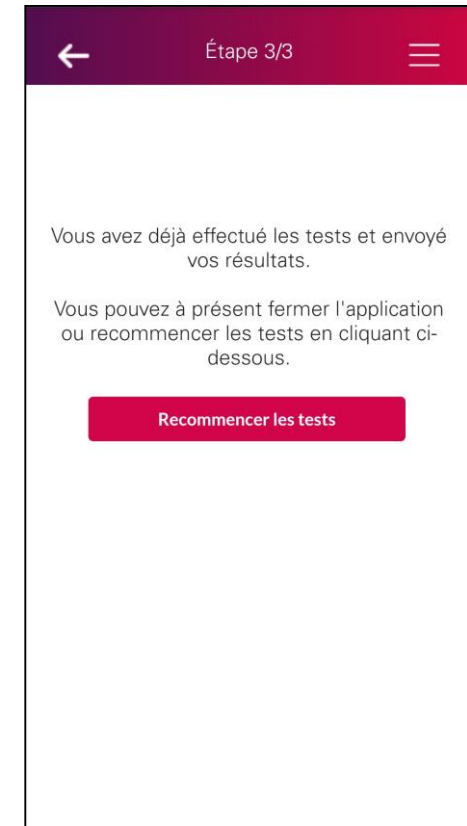 Étape 3/3
Vous avez déjà effectué les tests et envoyé
vos résultats.
Vous pouvez à présent fermer l'application
ou recommencer les tests en cliquant ci-
dessous.
Recommencer les tests